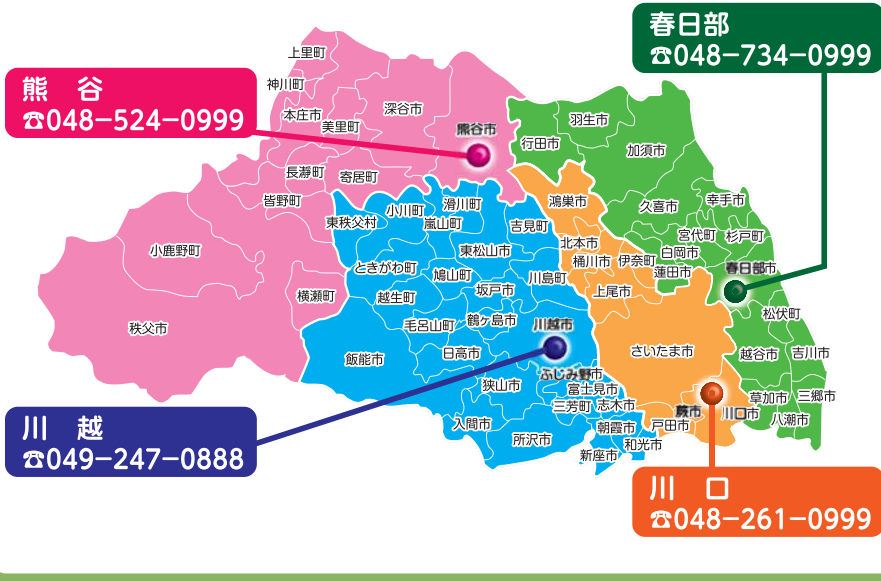 春日部
☎048−734−0999
熊　谷
☎048−524−0999
川　越
☎049−247−0888
川　口
☎048−261−0999
上里町
神川町
本庄市
美里町
深谷市
熊谷市
長瀞町
寄居町
皆野町
小鹿野町
秩父市
横瀬町
行田市
羽生市
加須市
久喜市
幸手市
宮代町
杉戸町
白岡市
蓮田市
春日部市
松伏町
越谷市
吉川市
草加市
三郷市
八潮市
鴻巣市
北本市
桶川市
伊奈町
上尾市
さいたま市
蕨市
川口市
戸田市
東秩父村
小川町
滑川町
嵐山町
吉見町
東松山市
ときがわ町
鳩山町
川島町
坂戸市
越生町
毛呂山町
鶴ヶ島市
川越市
日高市
飯能市
ふじみ野市
狭山市
富士見市
三芳町
志木市
入間市
所沢市
朝霞市
和光市
新座市